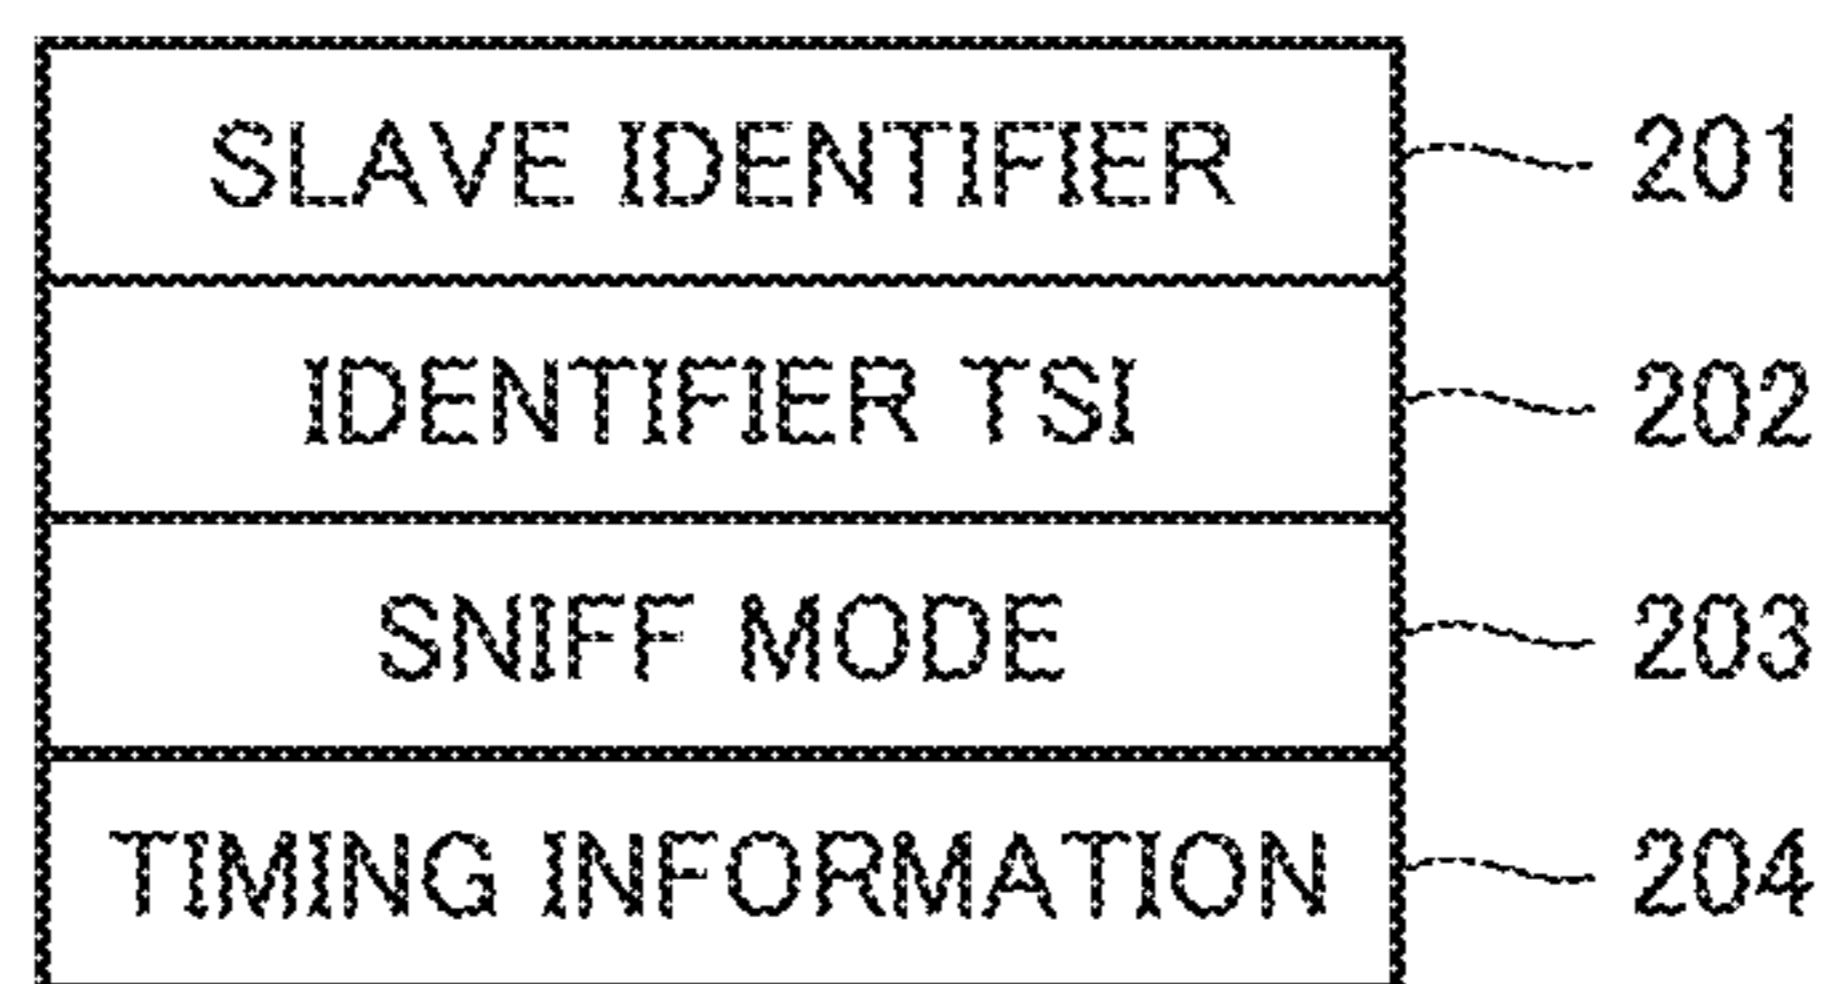 SLAVE IDENTIFIER 201
IDENTIFIER TSI 202
SNIFF MODE 203
TIMING INFORMATION 204